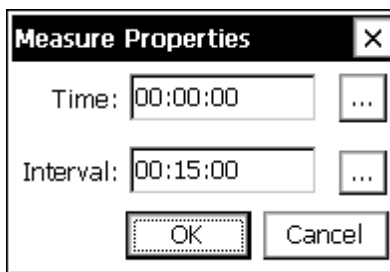 Measure Properties
Time: 00:00:00 ...
Interval: 00:15:00 ...
OK Cancel